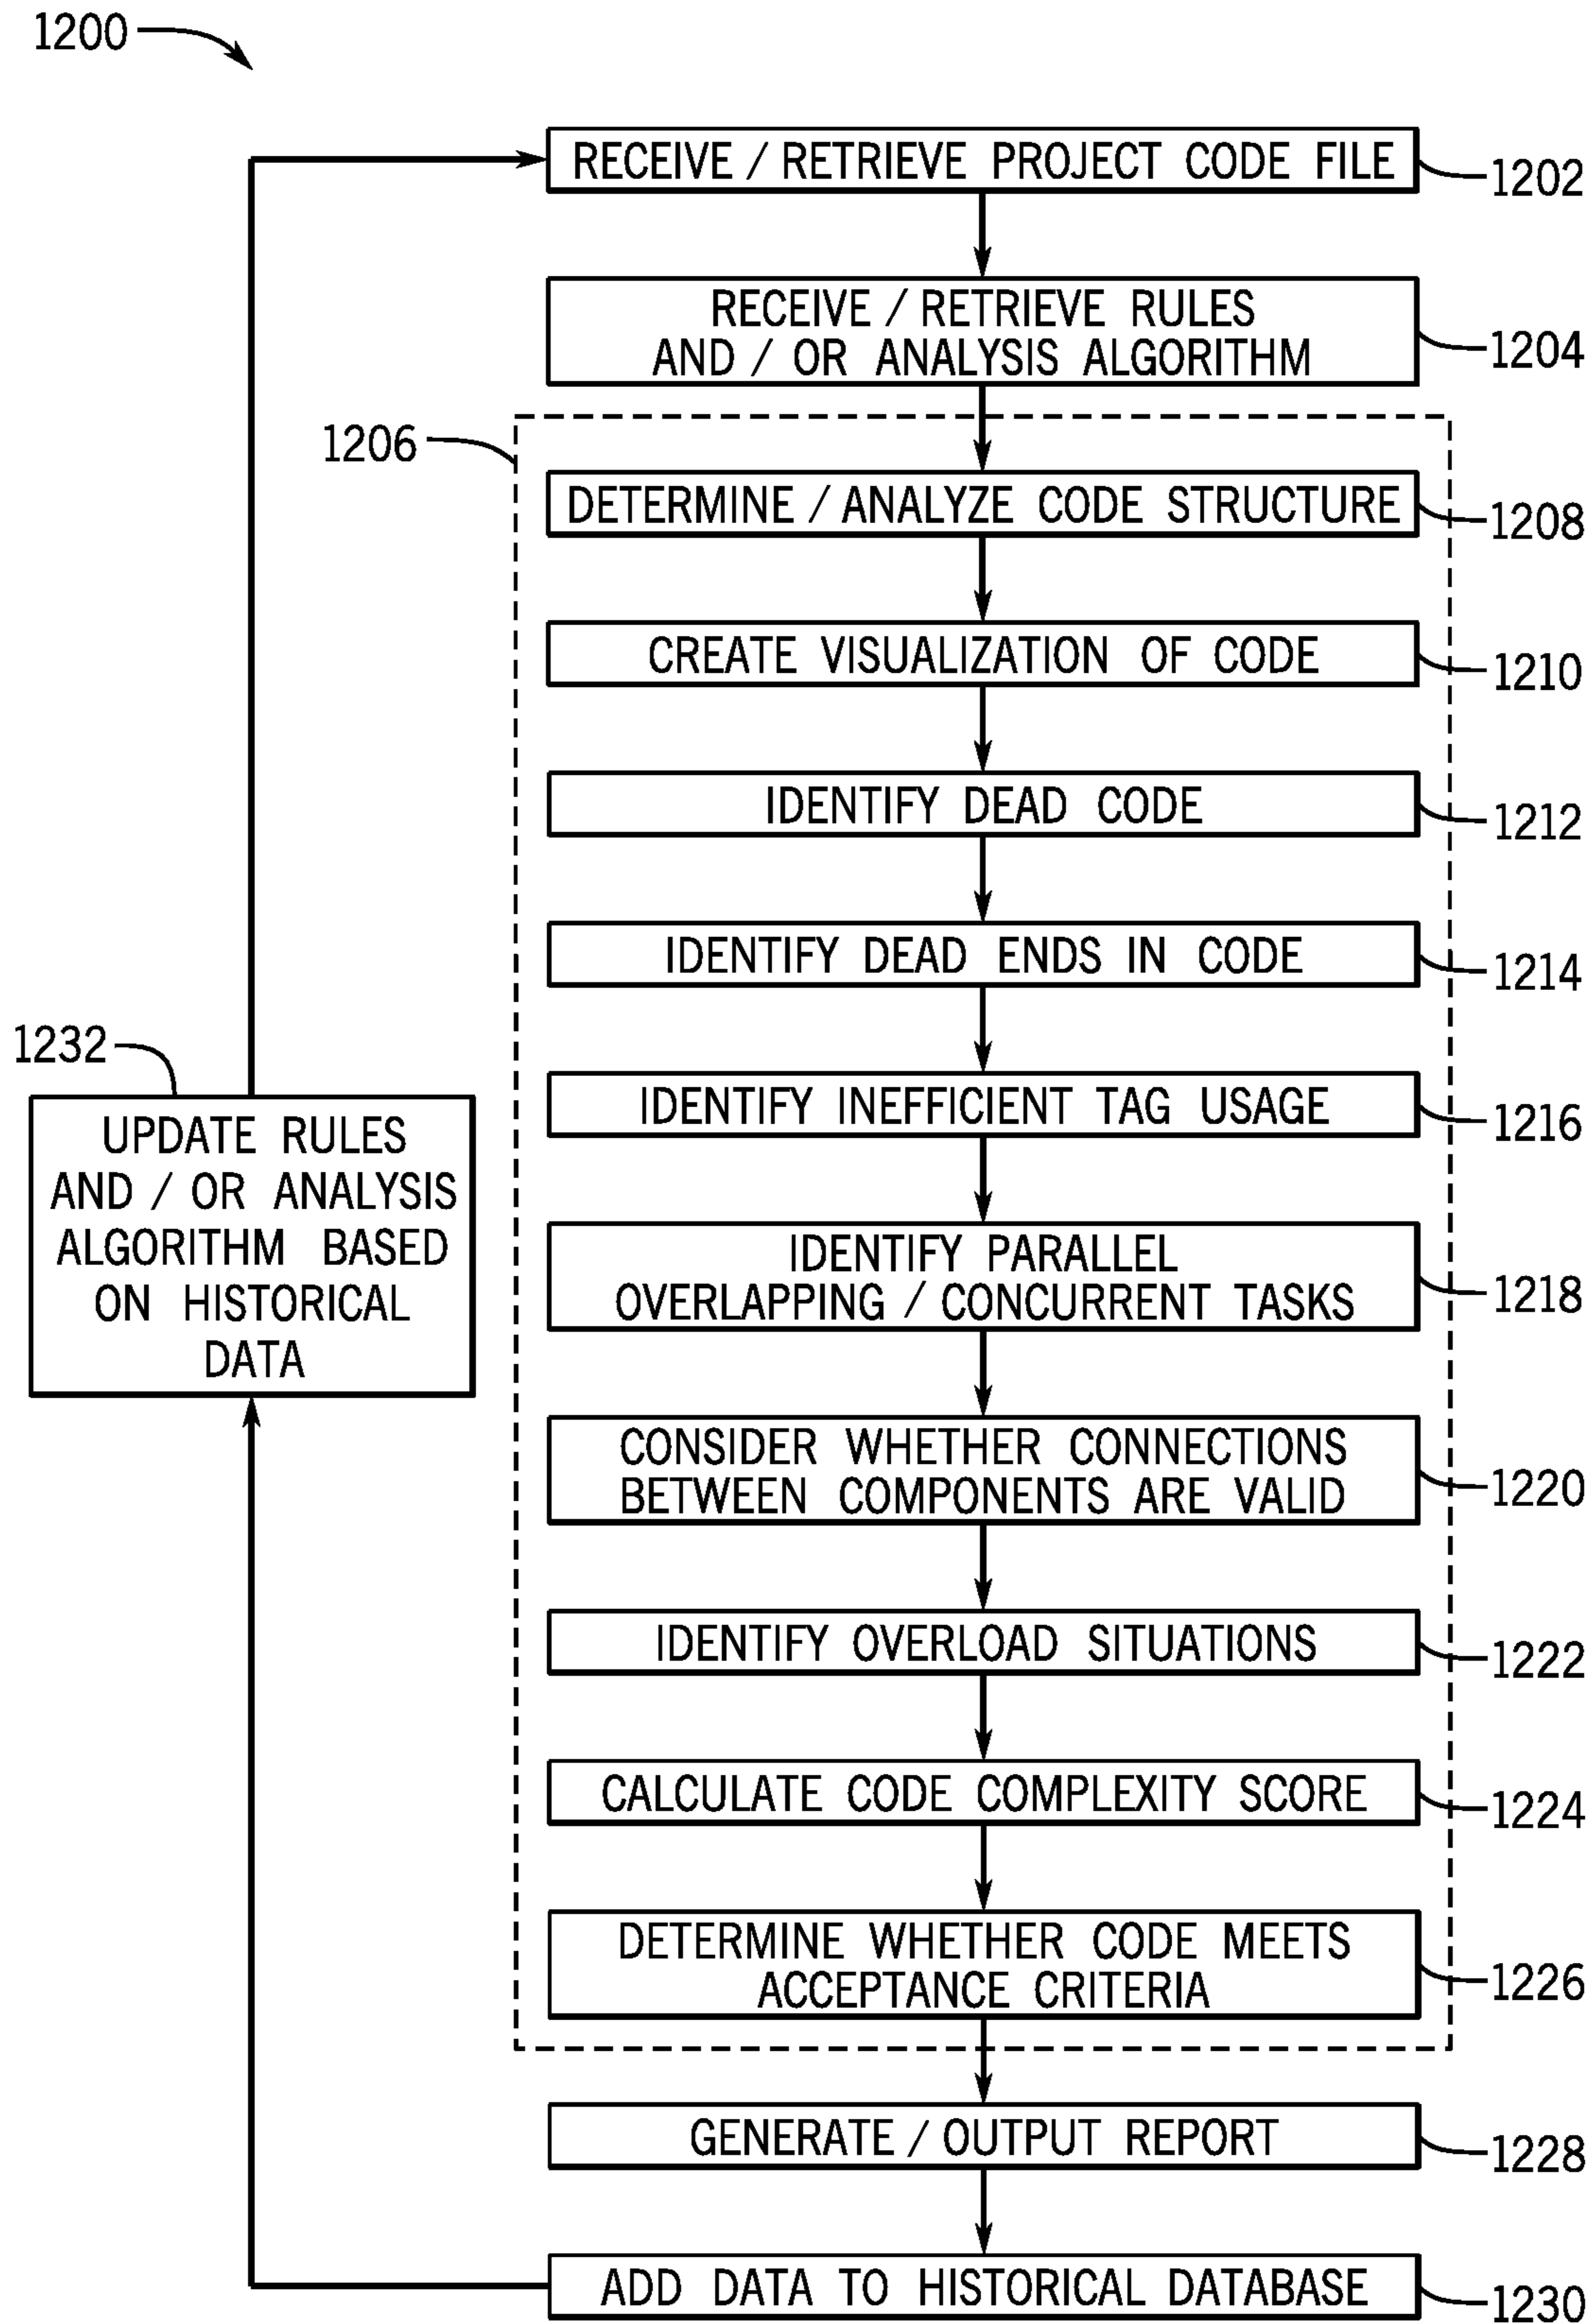 1200
RECEIVE / RETRIEVE PROJECT CODE FILE
1202
RECEIVE / RETRIEVE RULES
AND / OR ANALYSIS ALGORITHM
1204
1206
DETERMINE / ANALYZE CODE STRUCTURE
1208
CREATE VISUALIZATION OF CODE
1210
IDENTIFY DEAD CODE
1212
IDENTIFY DEAD ENDS IN CODE
1214
IDENTIFY INEFFICIENT TAG USAGE
1216
IDENTIFY PARALLEL
OVERLAPPING / CONCURRENT TASKS
1218
CONSIDER WHETHER CONNECTIONS
BETWEEN COMPONENTS ARE VALID
1220
IDENTIFY OVERLOAD SITUATIONS
1222
CALCULATE CODE COMPLEXITY SCORE
1224
DETERMINE WHETHER CODE MEETS
ACCEPTANCE CRITERIA
1226
GENERATE / OUTPUT REPORT
1228
ADD DATA TO HISTORICAL DATABASE
1230
1232
UPDATE RULES
AND / OR ANALYSIS
ALGORITHM BASED
ON HISTORICAL
DATA